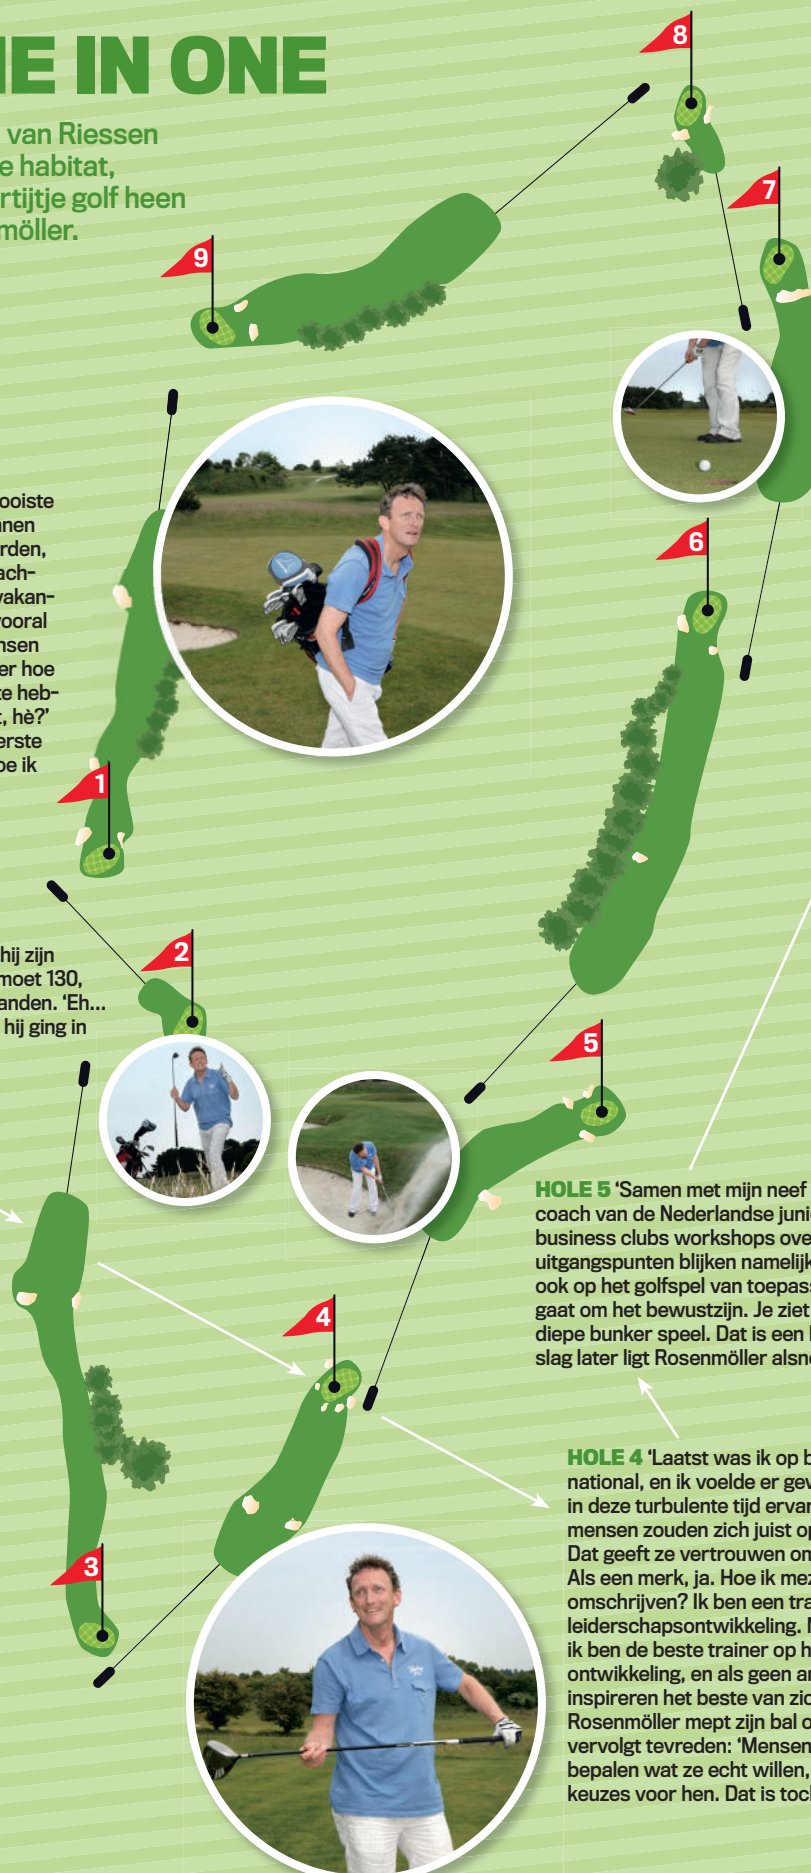 E IN ONE
van Riessen
e habitat,
rtijtje golf heen
möller.
8
7
9
ooiste
nnen
rden,
ach-
vakan-
vooral
nsen
er hoe
te heb-
t, hè?'
erste
oe ik
6
1
hij zijn
moet 130,
anden. ‘Eh...
hij ging in
2
5
HOLE 5 ‘Samen met mijn neef
coach van de Nederlandse juni
business clubs workshops ove
uitgangspunten blijken namelijk
ook op het golfspel van toepas
gaat om het bewustzijn. Je ziet
diepe bunker speel. Dat is een
slag later ligt Rosenmöller alsn
4
HOLE 4 ‘Laatst was ik op b
national, en ik voelde er gev
in deze turbulente tijd ervar
mensen zouden zich juist op
Dat geeft ze vertrouwen om
Als een merk, ja. Hoe ik mez
omschrijven? Ik ben een tra
leiderschapsontwikkeling.
ik ben de beste trainer op h
ontwikkeling, en als geen an
inspireren het beste van zic
Rosenmöller mept zijn bal o
vervolgt tevreden: ‘Mensen
bepalen wat ze echt willen,
keuzes voor hen. Dat is toch
3